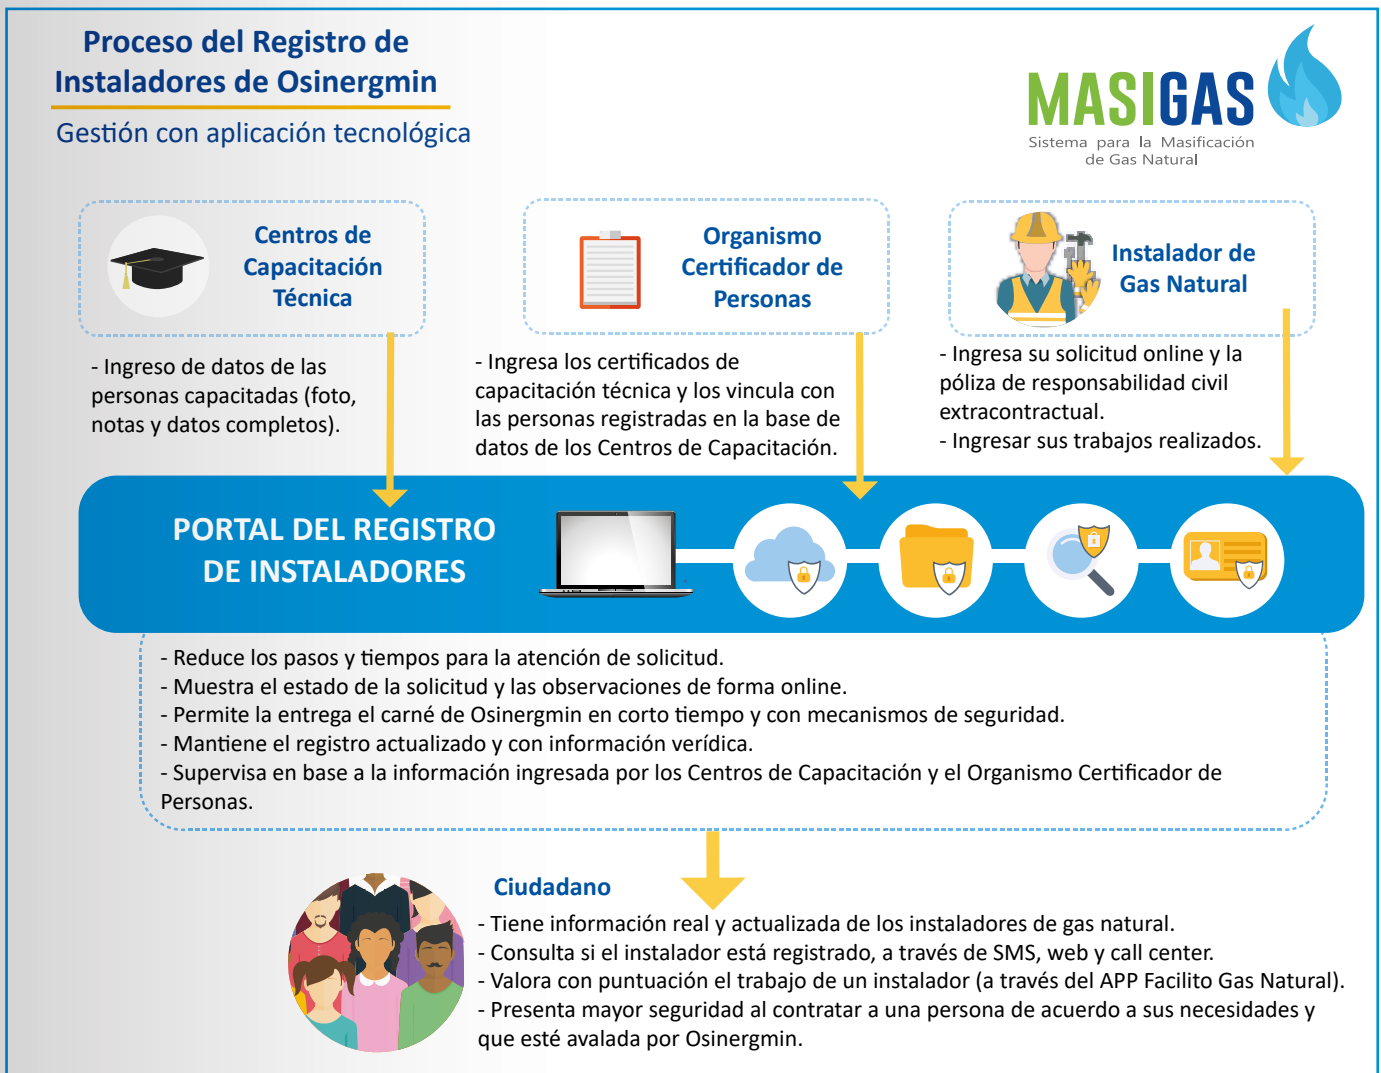 Proceso del Registro de
Instaladores de Osinergmin
Gestión con aplicación tecnológica
MASIGAS
Sistema para la Masificación
de Gas Natural
Centros de
Capacitación
Técnica
Organismo
Certificador de
Personas
Instalador de
Gas Natural
- Ingreso de datos de las
personas capacitadas (foto,
notas y datos completos).
- Ingresa los certificados de
capacitación técnica y los vincula con
las personas registradas en la base de
datos de los Centros de Capacitación.
- Ingresa su solicitud online y la
póliza de responsabilidad civil
extracontractual.
- Ingresar sus trabajos realizados.
PORTAL DEL REGISTRO
DE INSTALADORES
- Reduce los pasos y tiempos para la atención de solicitud.
- Muestra el estado de la solicitud y las observaciones de forma online.
- Permite la entrega el carné de Osinergmin en corto tiempo y con mecanismos de seguridad.
- Mantiene el registro actualizado y con información verídica.
- Supervisa en base a la información ingresada por los Centros de Capacitación y el Organismo Certificador de
Personas.
Ciudadano
- Tiene información real y actualizada de los instaladores de gas natural.
- Consulta si el instalador está registrado, a través de SMS, web y call center.
- Valora con puntuación el trabajo de un instalador (a través del APP Facilito Gas Natural).
- Presenta mayor seguridad al contratar a una persona de acuerdo a sus necesidades y
que esté avalada por Osinergmin.